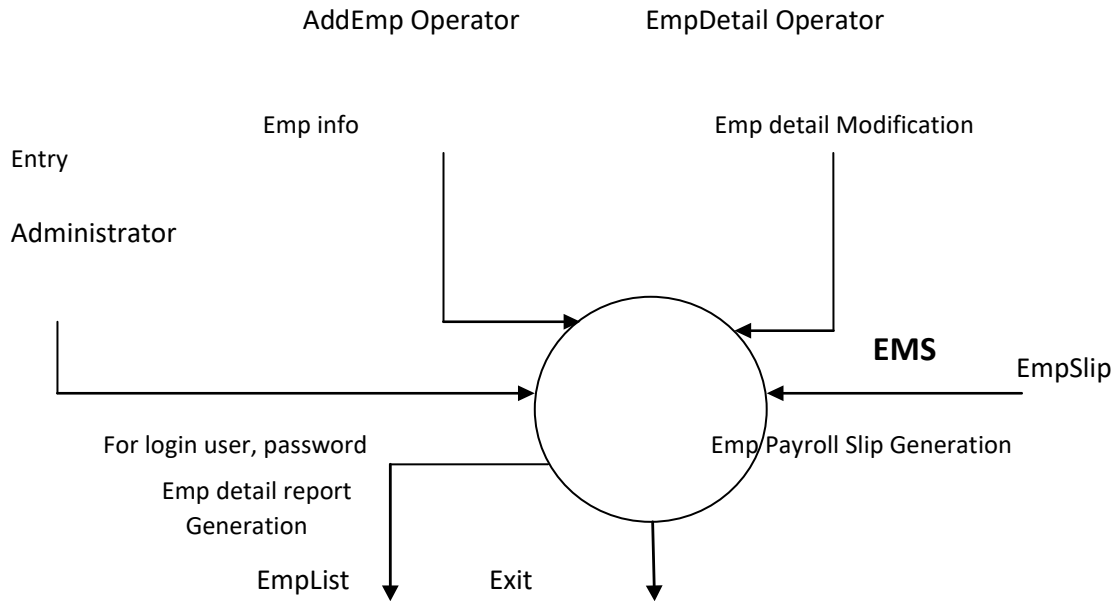 AddEmp Operator
EmpDetail Operator
Emp info
Emp detail Modification
Entry
Administrator
EMS
EmpSlip
For login user, password
Emp Payroll Slip Generation
Emp detail report
Generation
EmpList
Exit